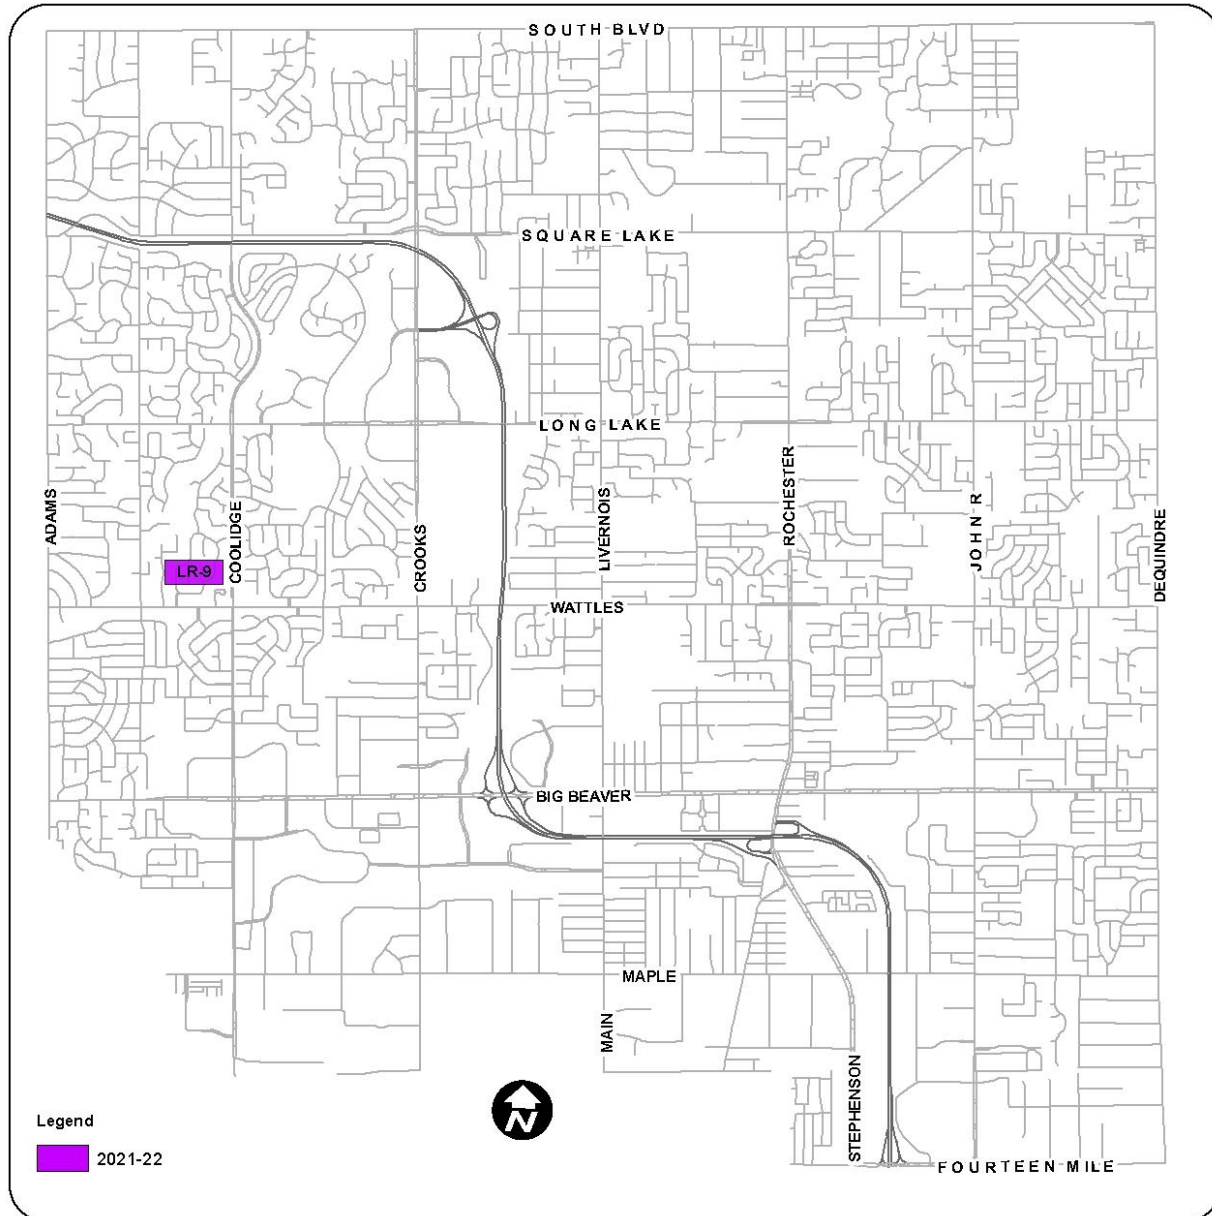 SOUTH BLVD
SQUARE LAKE
LONG LAKE
ADAMS
COOLIDGE
CROOKS
LIVERNOIS
ROCHESTER
JOHN R
DEQUINDRE
LR-9
WATTLES
BIG BEAVER
MAPLE
MAIN
STEPHENSON
FOURTEEN MILE
N
Legend
2021-22